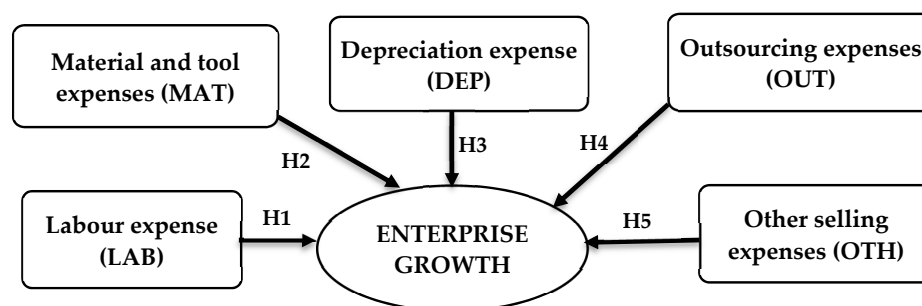 Material and tool
expenses (MAT)
Depreciation expense
(DEP)
Outsourcing expenses
(OUT)
H2
H3
H4
Labour expense
(LAB)
H1
ENTERPRISE
GROWTH
H5
Other selling
expenses (OTH)